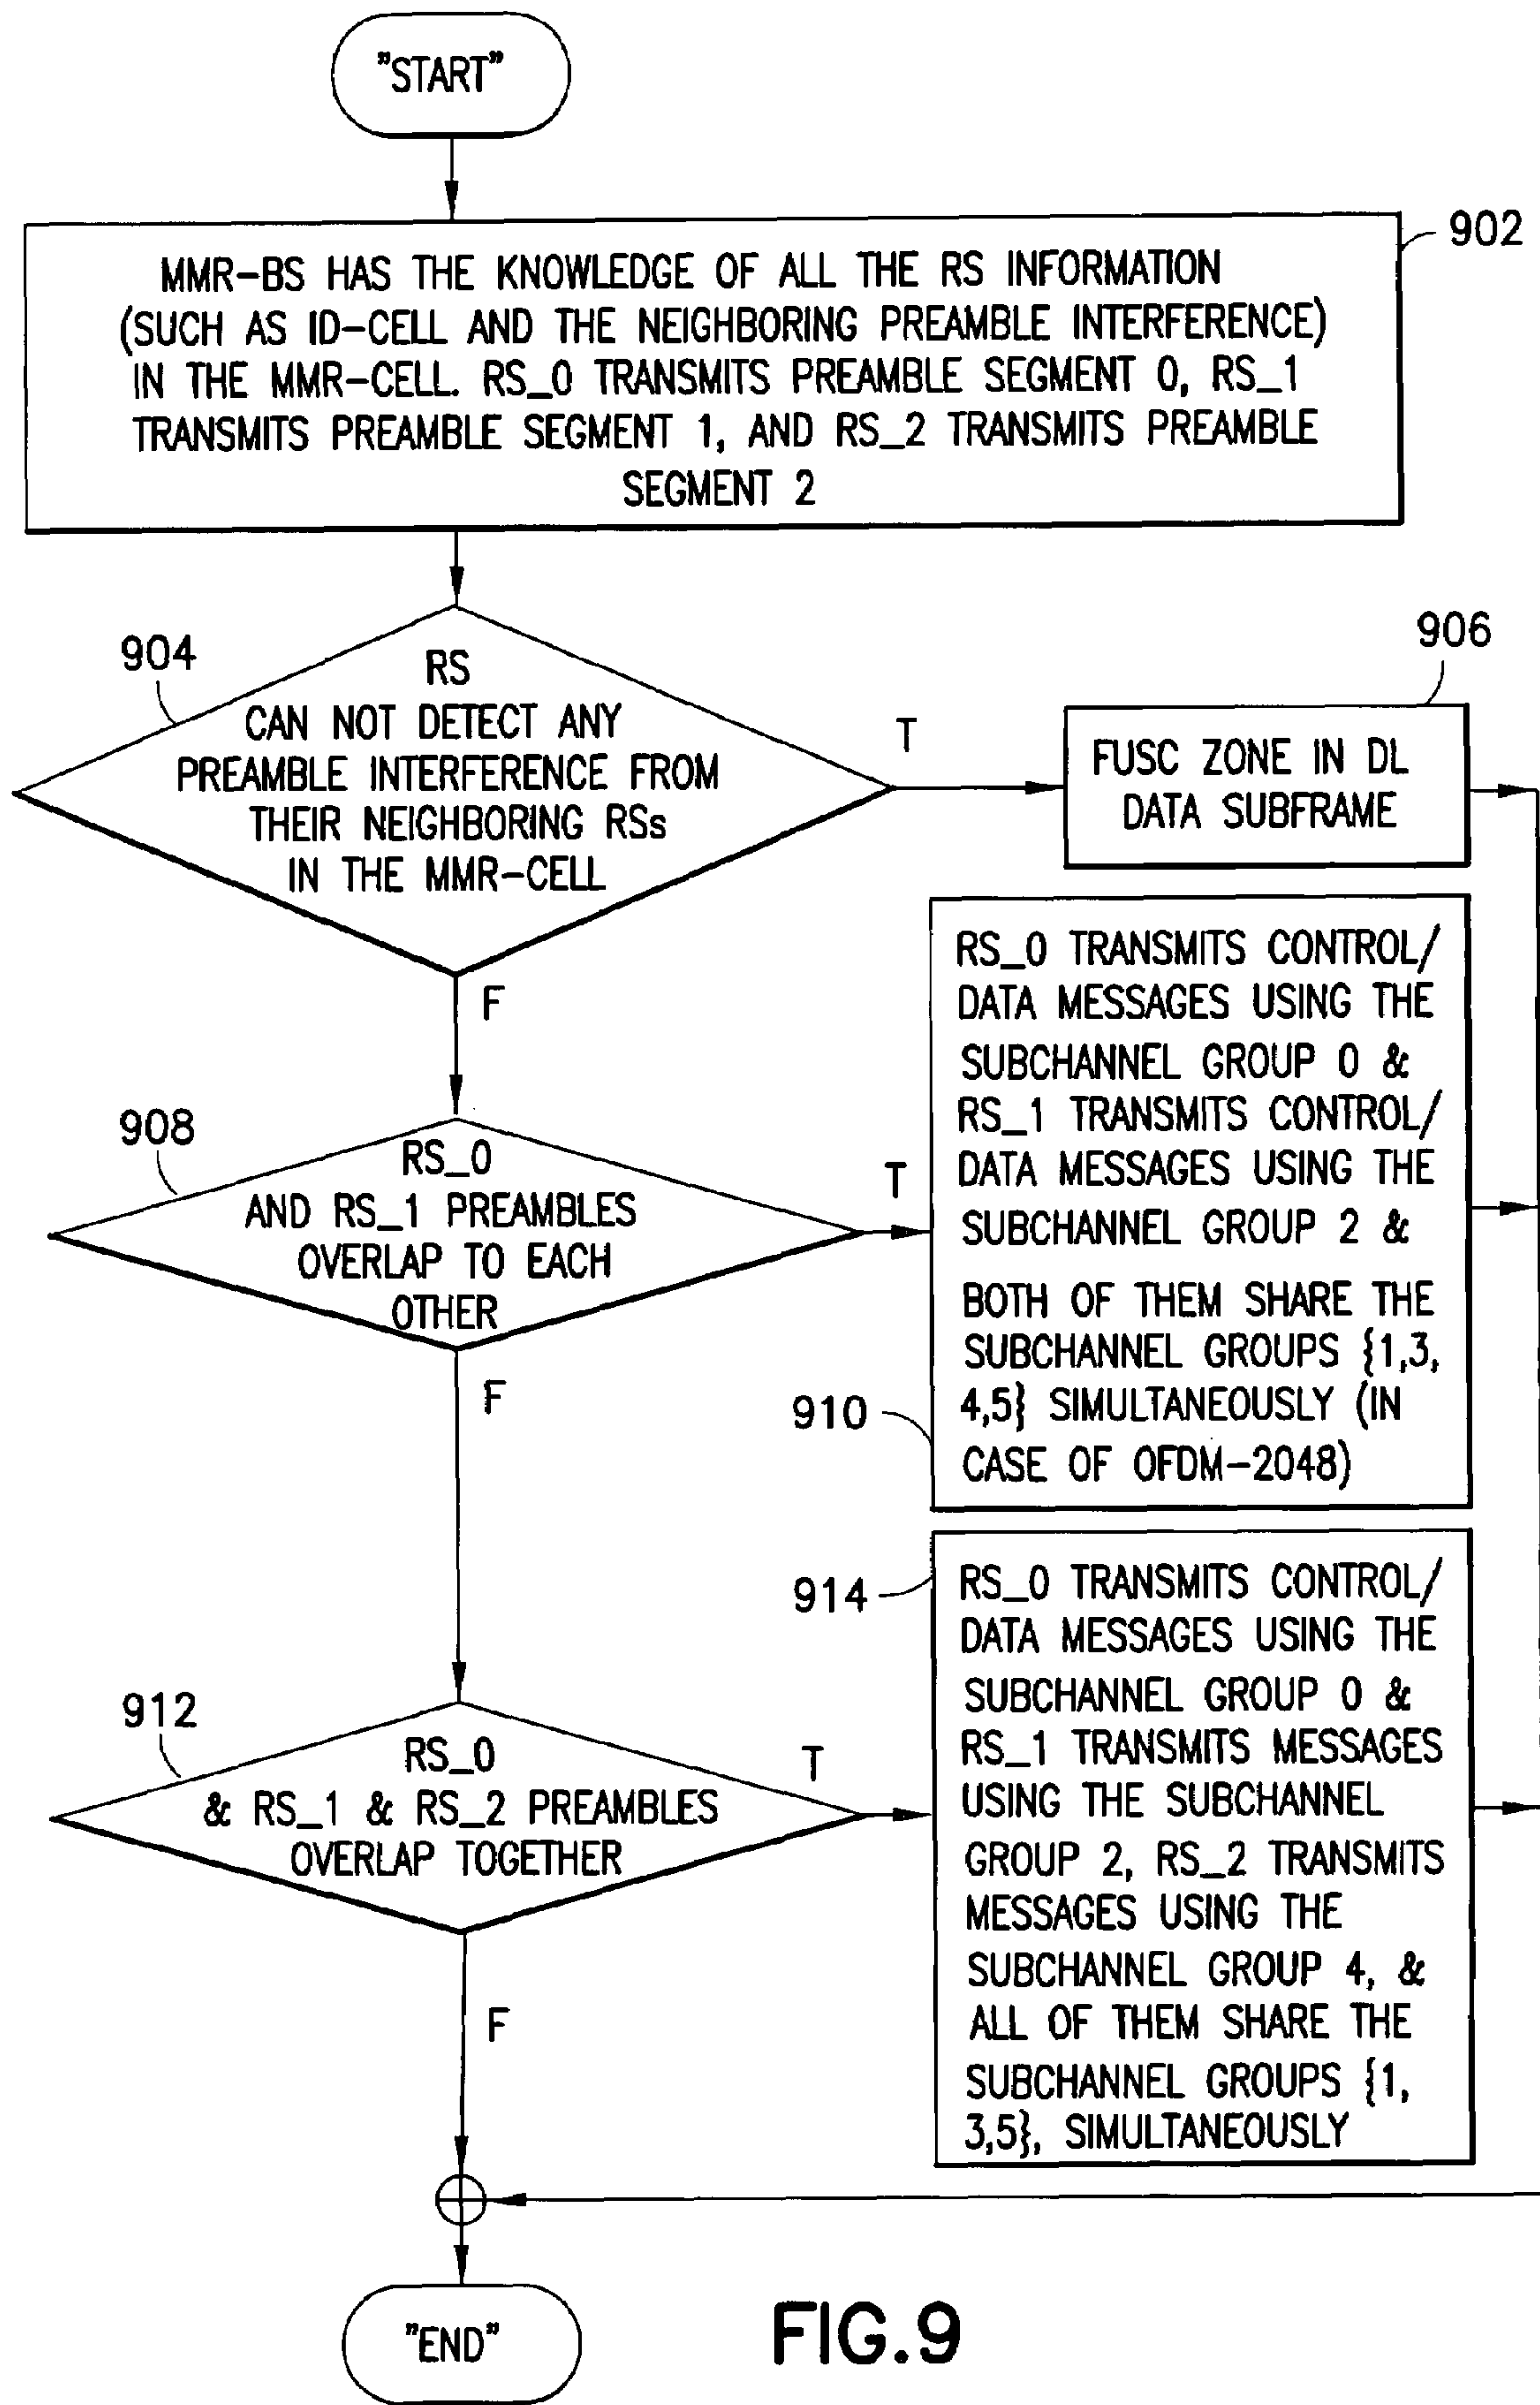 "START"
902
MMR-BS HAS THE KNOWLEDGE OF ALL THE RS INFORMATION
(SUCH AS ID-CELL AND THE NEIGHBORING PREAMBLE INTERFERENCE)
IN THE MMR-CELL. RS_0 TRANSMITS PREAMBLE SEGMENT 0, RS_1
TRANSMITS PREAMBLE SEGMENT 1, AND RS_2 TRANSMITS PREAMBLE
SEGMENT 2
904
RS
CAN NOT DETECT ANY
PREAMBLE INTERFERENCE FROM
THEIR NEIGHBORING RSs
IN THE MMR-CELL
T
F
906
FUSC ZONE IN DL
DATA SUBFRAME
908
RS_0
AND RS_1 PREAMBLES
OVERLAP TO EACH
OTHER
T
F
910
RS_0 TRANSMITS CONTROL/
DATA MESSAGES USING THE
SUBCHANNEL GROUP 0 &
RS_1 TRANSMITS CONTROL/
DATA MESSAGES USING THE
SUBCHANNEL GROUP 2 &
BOTH OF THEM SHARE THE
SUBCHANNEL GROUPS {1,3,
4,5} SIMULTANEOUSLY (IN
CASE OF OFDM-2048)
912
RS_0
& RS_1 & RS_2 PREAMBLES
OVERLAP TOGETHER
T
F
914
RS_0 TRANSMITS CONTROL/
DATA MESSAGES USING THE
SUBCHANNEL GROUP 0 &
RS_1 TRANSMITS MESSAGES
USING THE SUBCHANNEL
GROUP 2, RS_2 TRANSMITS
MESSAGES USING THE
SUBCHANNEL GROUP 4, &
ALL OF THEM SHARE THE
SUBCHANNEL GROUPS {1,
3,5}, SIMULTANEOUSLY
"END"
FIG.9